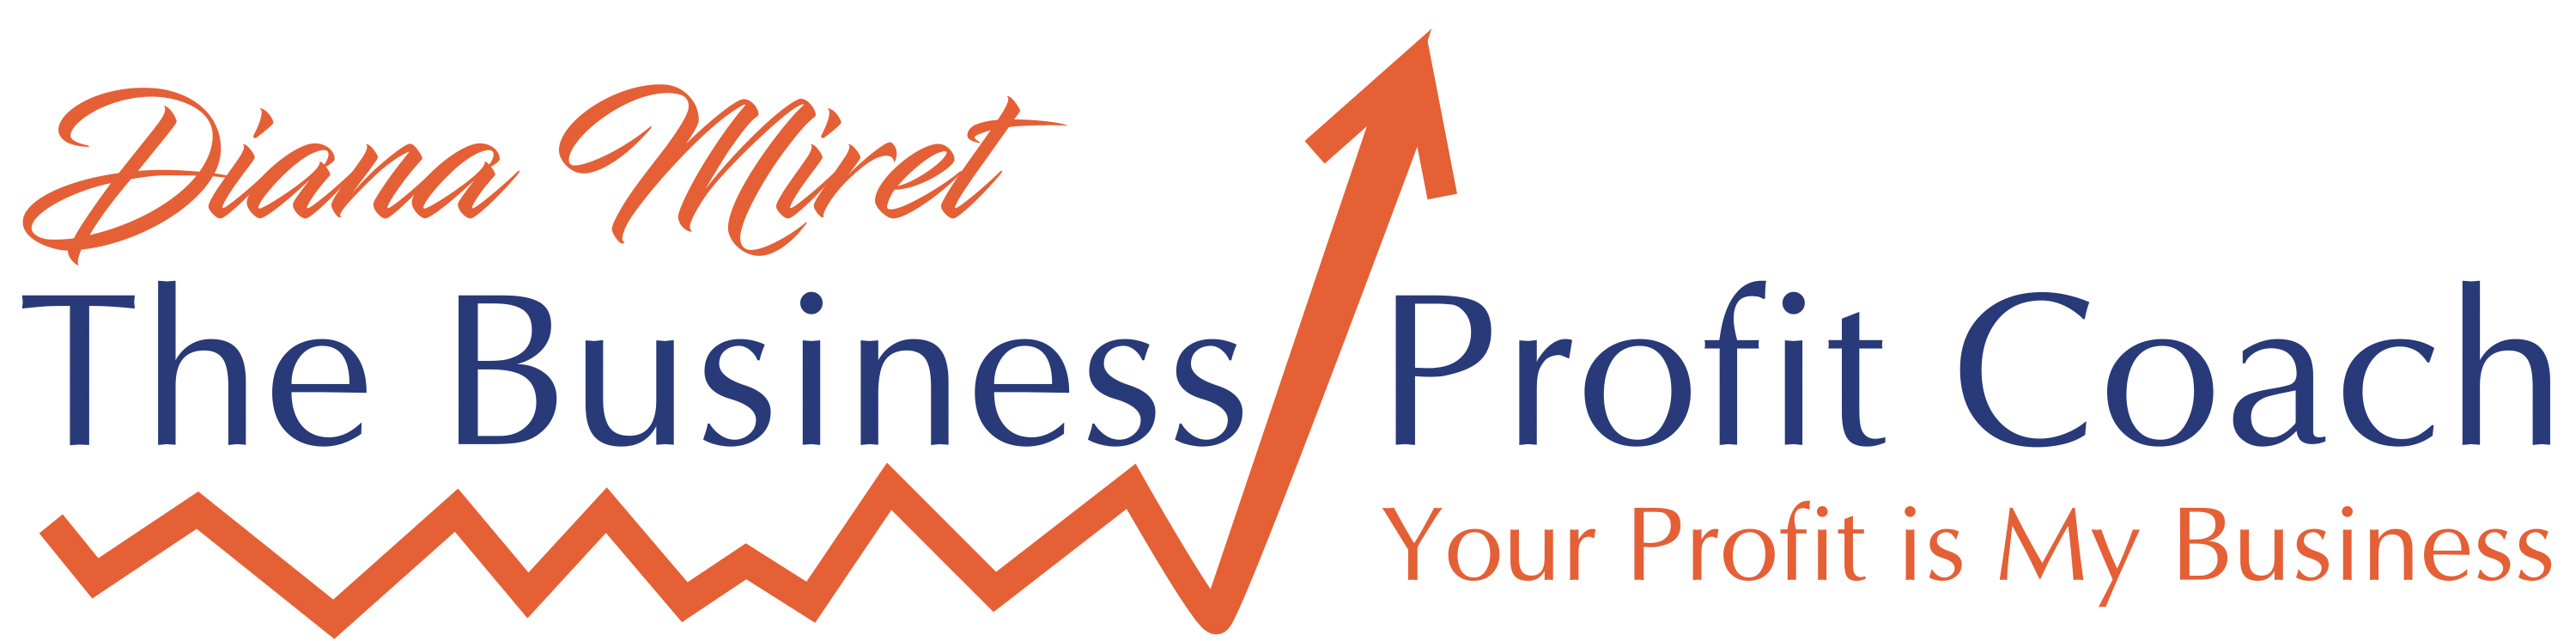 Diana Miret
The Business Profit Coach
Your Profit is My Business